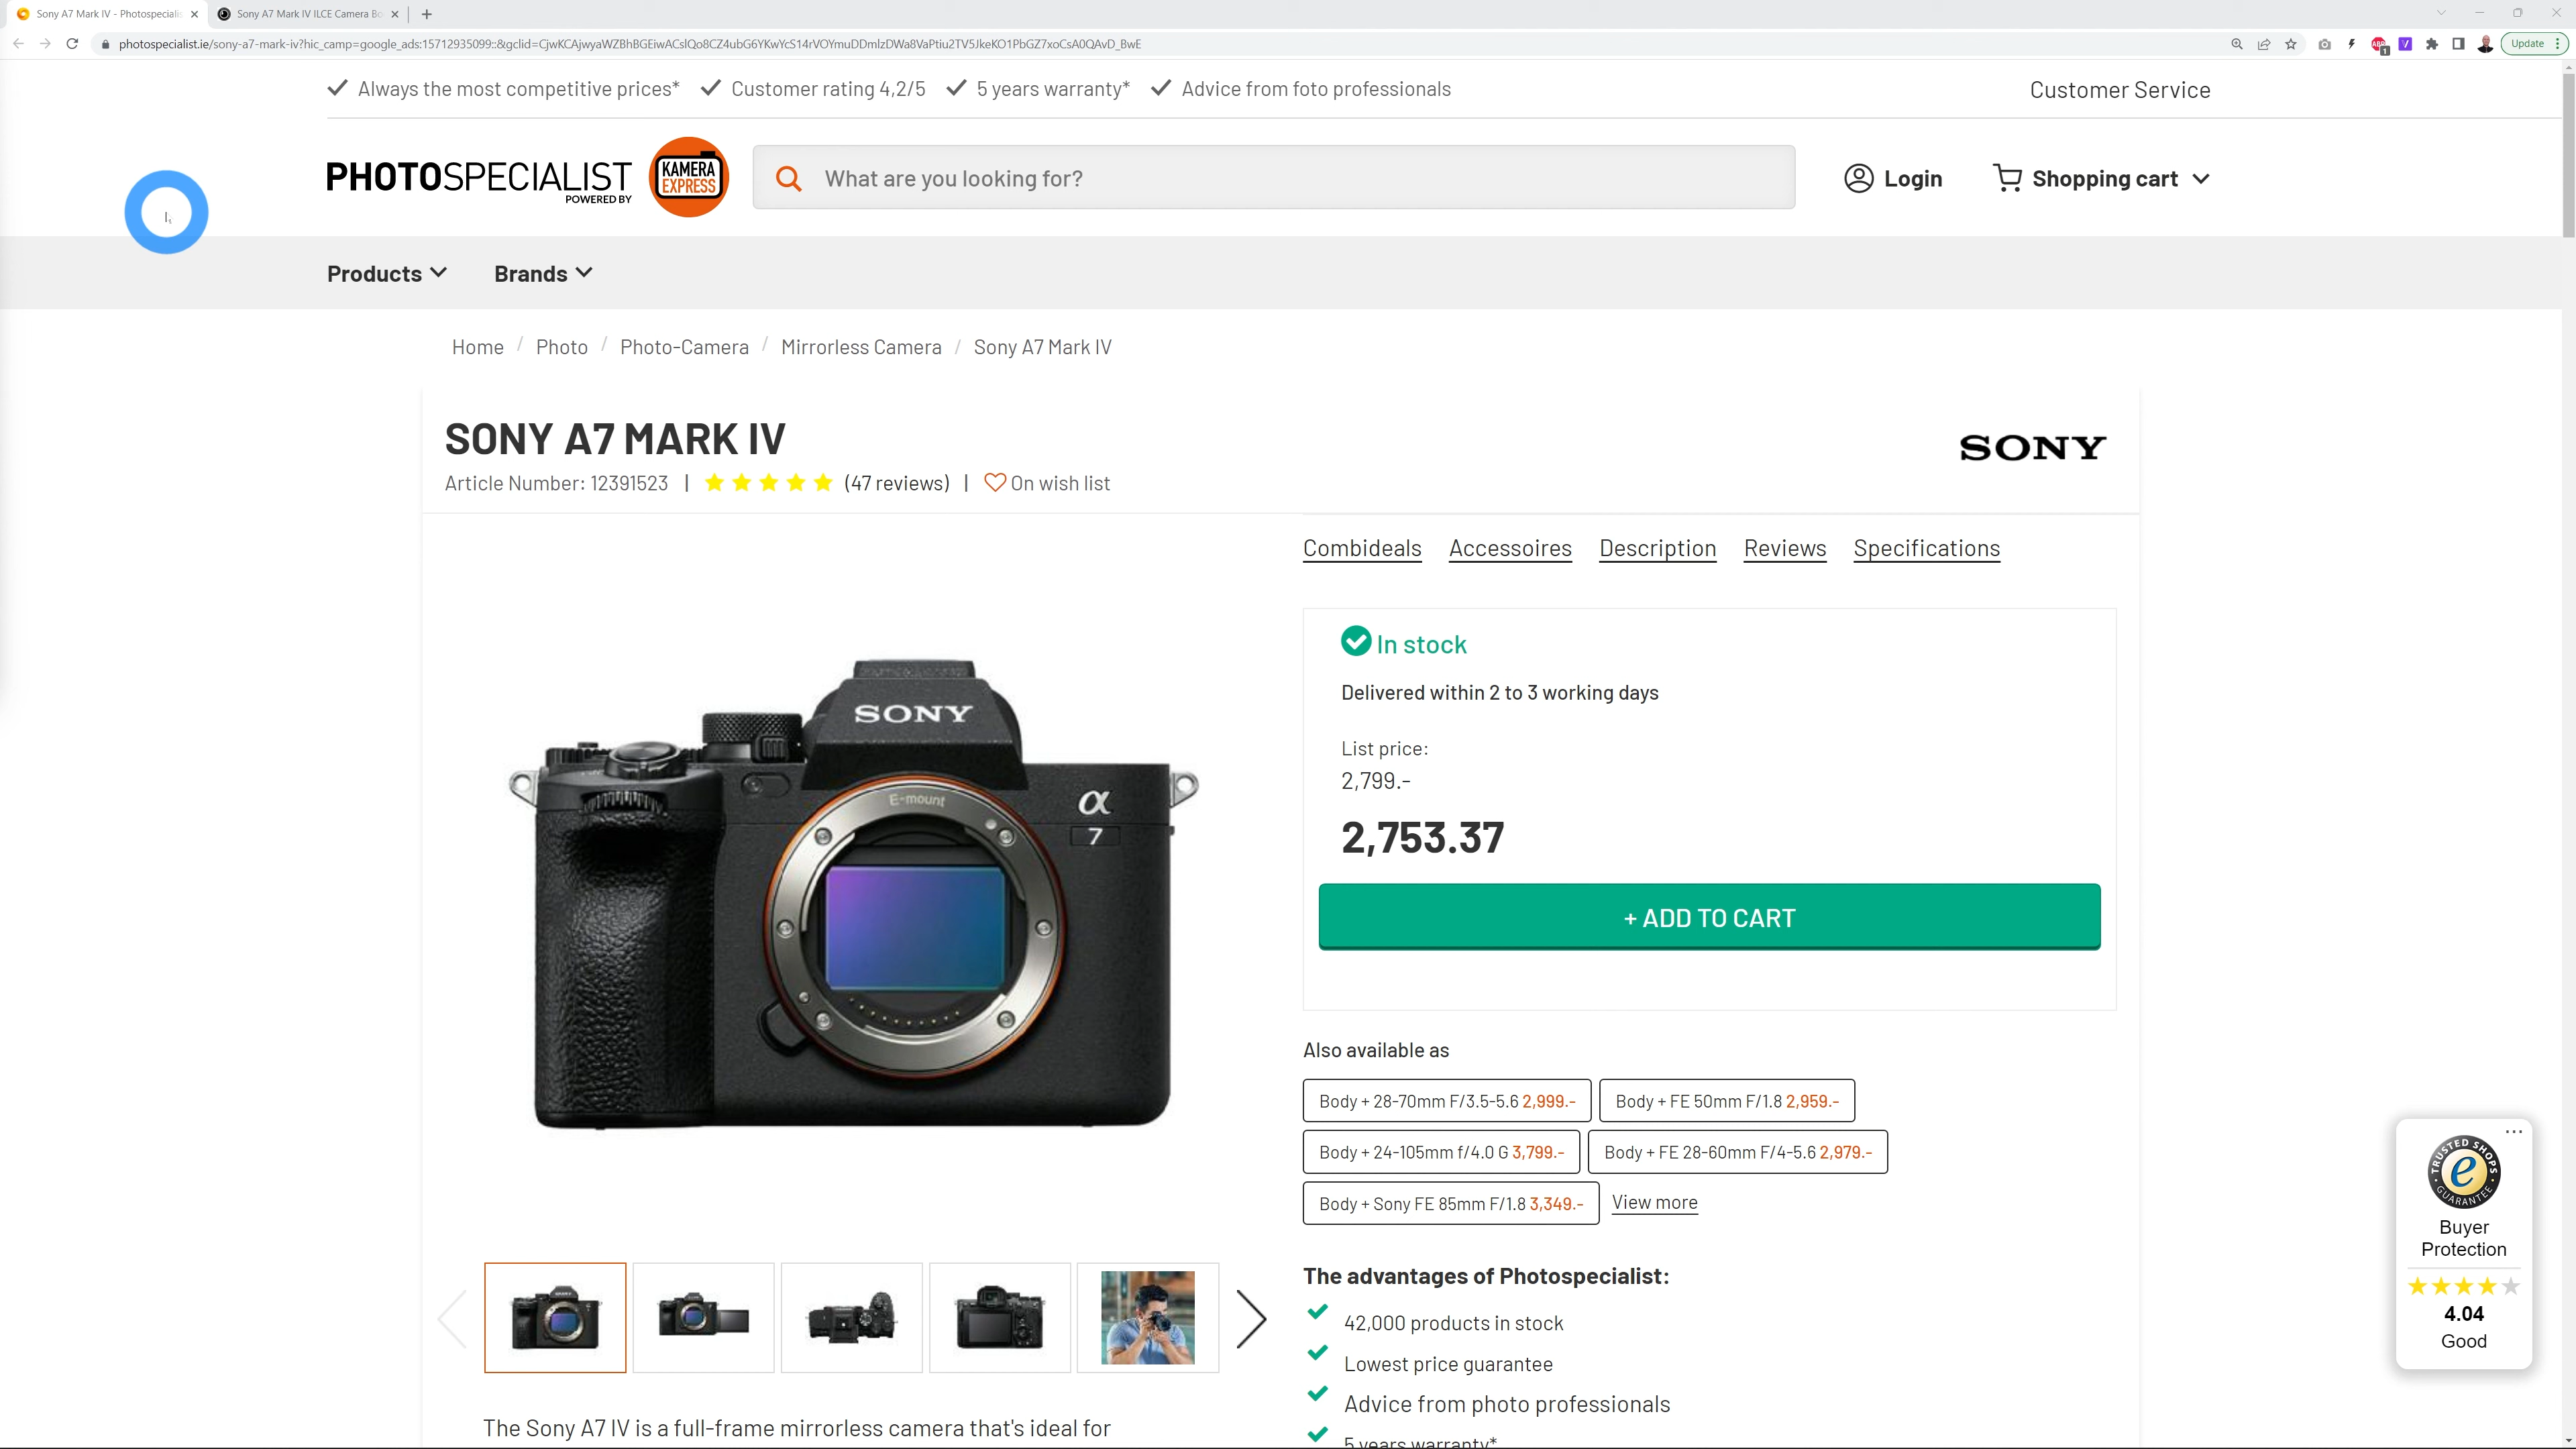 Sony A7 Mark IV - Photospecialis
Sony A7 Mark IV ILCE Camera Bo
photospecialist.ie/sony-a7-mark-iv?hic_camp=google_ads:15712935099::&gclid=CjwKCAjwyaWZBhBGEiwACslQo8CZ4ubG6YKwYcS14rVOYmuDDmlzDWa8VaPtiu2TV5JkeKO1PbGZ7xoCsA0QAvD_BwE
ABP
1
Update
Always the most competitive prices*
Customer rating 4,2/5
5 years warranty*
Advice from foto professionals
Customer Service
PHOTOSPECIALIST
POWERED BY
KAMERA
EXPRESS
What are you looking for?
Login
Shopping cart
Products
Brands
Home / Photo / Photo-Camera / Mirrorless Camera / Sony A7 Mark IV
SONY A7 MARK IV
SONY
Article Number: 12391523 | (47 reviews) | On wish list
Combideals Accessoires Description Reviews Specifications
In stock
Delivered within 2 to 3 working days
List price:
2,799.-
2,753.37
+ ADD TO CART
SONY
E-mount
α
7
Also available as
Body + 28-70mm F/3.5-5.6 2,999.-
Body + FE 50mm F/1.8 2,959.-
Body + 24-105mm f/4.0 G 3,799.-
Body + FE 28-60mm F/4-5.6 2,979.-
Body + Sony FE 85mm F/1.8 3,349.-
View more
The advantages of Photospecialist:
42,000 products in stock
Lowest price guarantee
Advice from photo professionals
5 years warranty*
The Sony A7 IV is a full-frame mirrorless camera that's ideal for
TRUSTED SHOPS
e
GUARANTEE
Buyer
Protection
4.04
Good